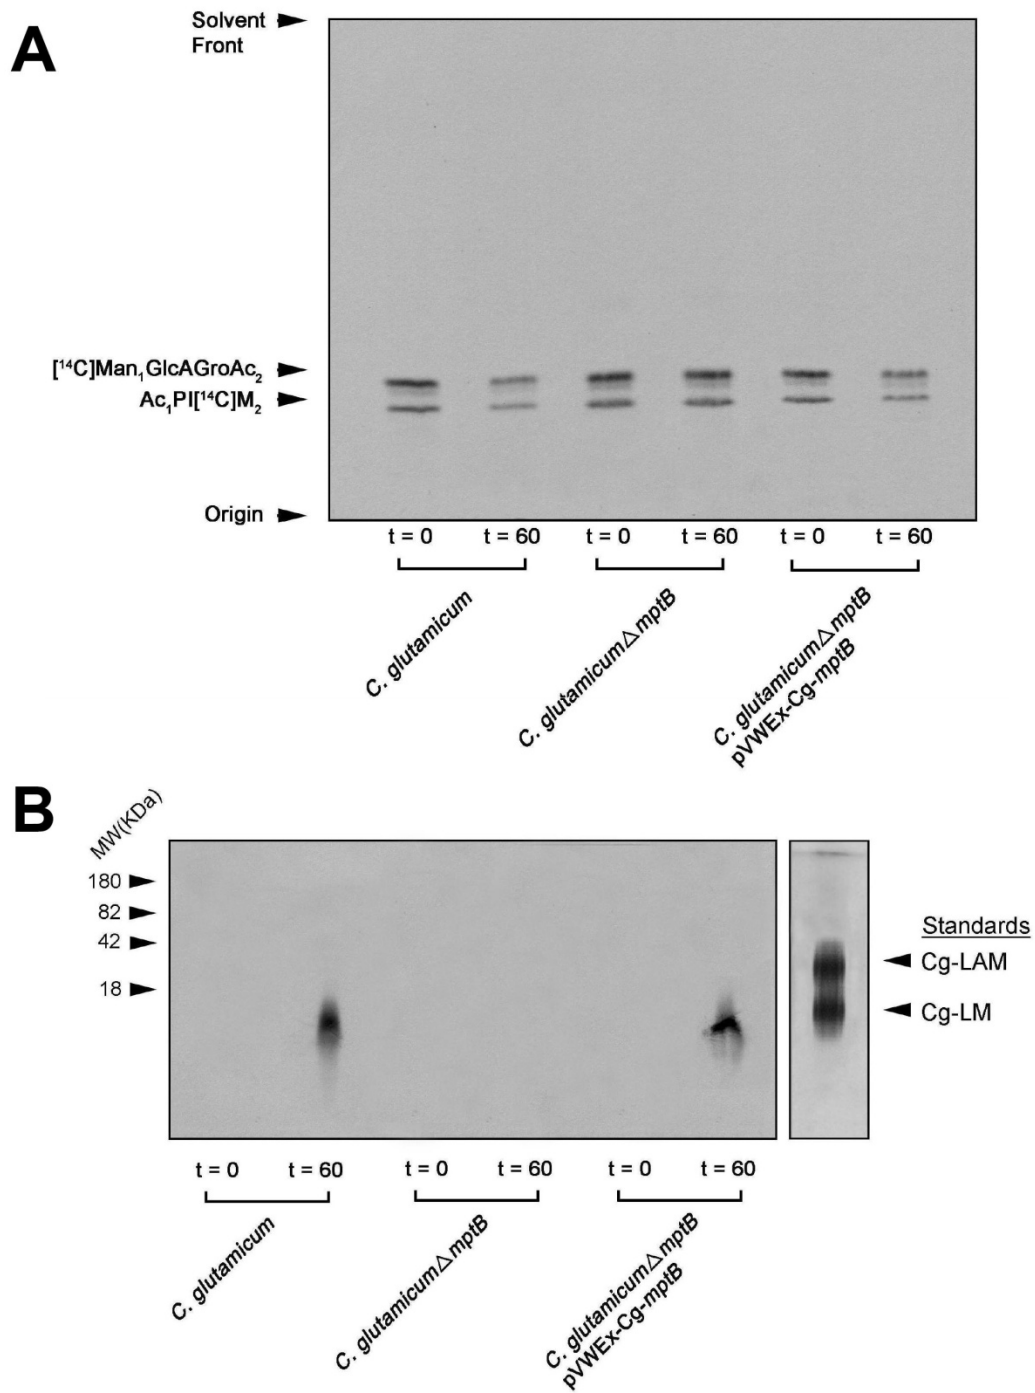 A
Solvent
Front
[¹⁴C]Man₁GlcAGroAc₂
Ac₁PI[¹⁴C]M₂
Origin
t = 0 t = 60 t = 0 t = 60 t = 0 t = 60
C. glutamicum
C. glutamicum△mptB
C. glutamicum△mptB
pVWEx-Cg-mptB
B
MW(KDa)
180
82
42
18
Standards
Cg-LAM
Cg-LM
t = 0 t = 60 t = 0 t = 60 t = 0 t = 60
C. glutamicum
C. glutamicum△mptB
C. glutamicum△mptB
pVWEx-Cg-mptB